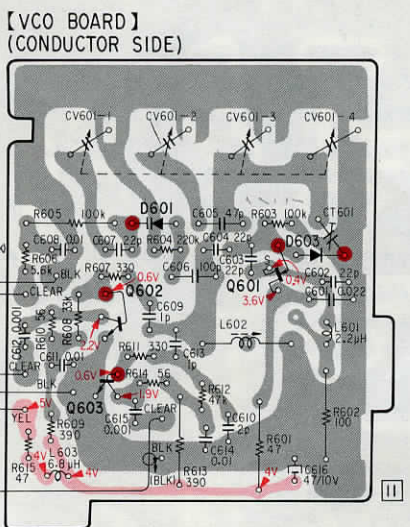 【VCO BOARD】
(CONDUCTOR SIDE)
CV601-1 CV601-2 CV601-3 CV601-4
D601
R605 100k C605 47p R603 100k CT601
C608 0.01 C607 22p R604 220k C604 22p D603
R606 5.6k C603 22p
BLK R607 330 0.6V C606 100p Q601 S 0.4V C602 22p
CLEAR Q602 3.6V C601 0.022
C612 0.001 R610 56 R608 33k C609 1p
2.2V L602 L601 2.2μH
C611 0.01 R611 330 C613 1p
CLEAR 0.6V R614 56
BLK 1.9V R612 47k
5V Q603 CLEAR C610 2p R602 100
YEL R609 390 C615 0.001
4V L603 6.8μH BLK C614 0.01 R601 47
R615 47 4V (BLK) R613 390 4V C616 47/10V
11